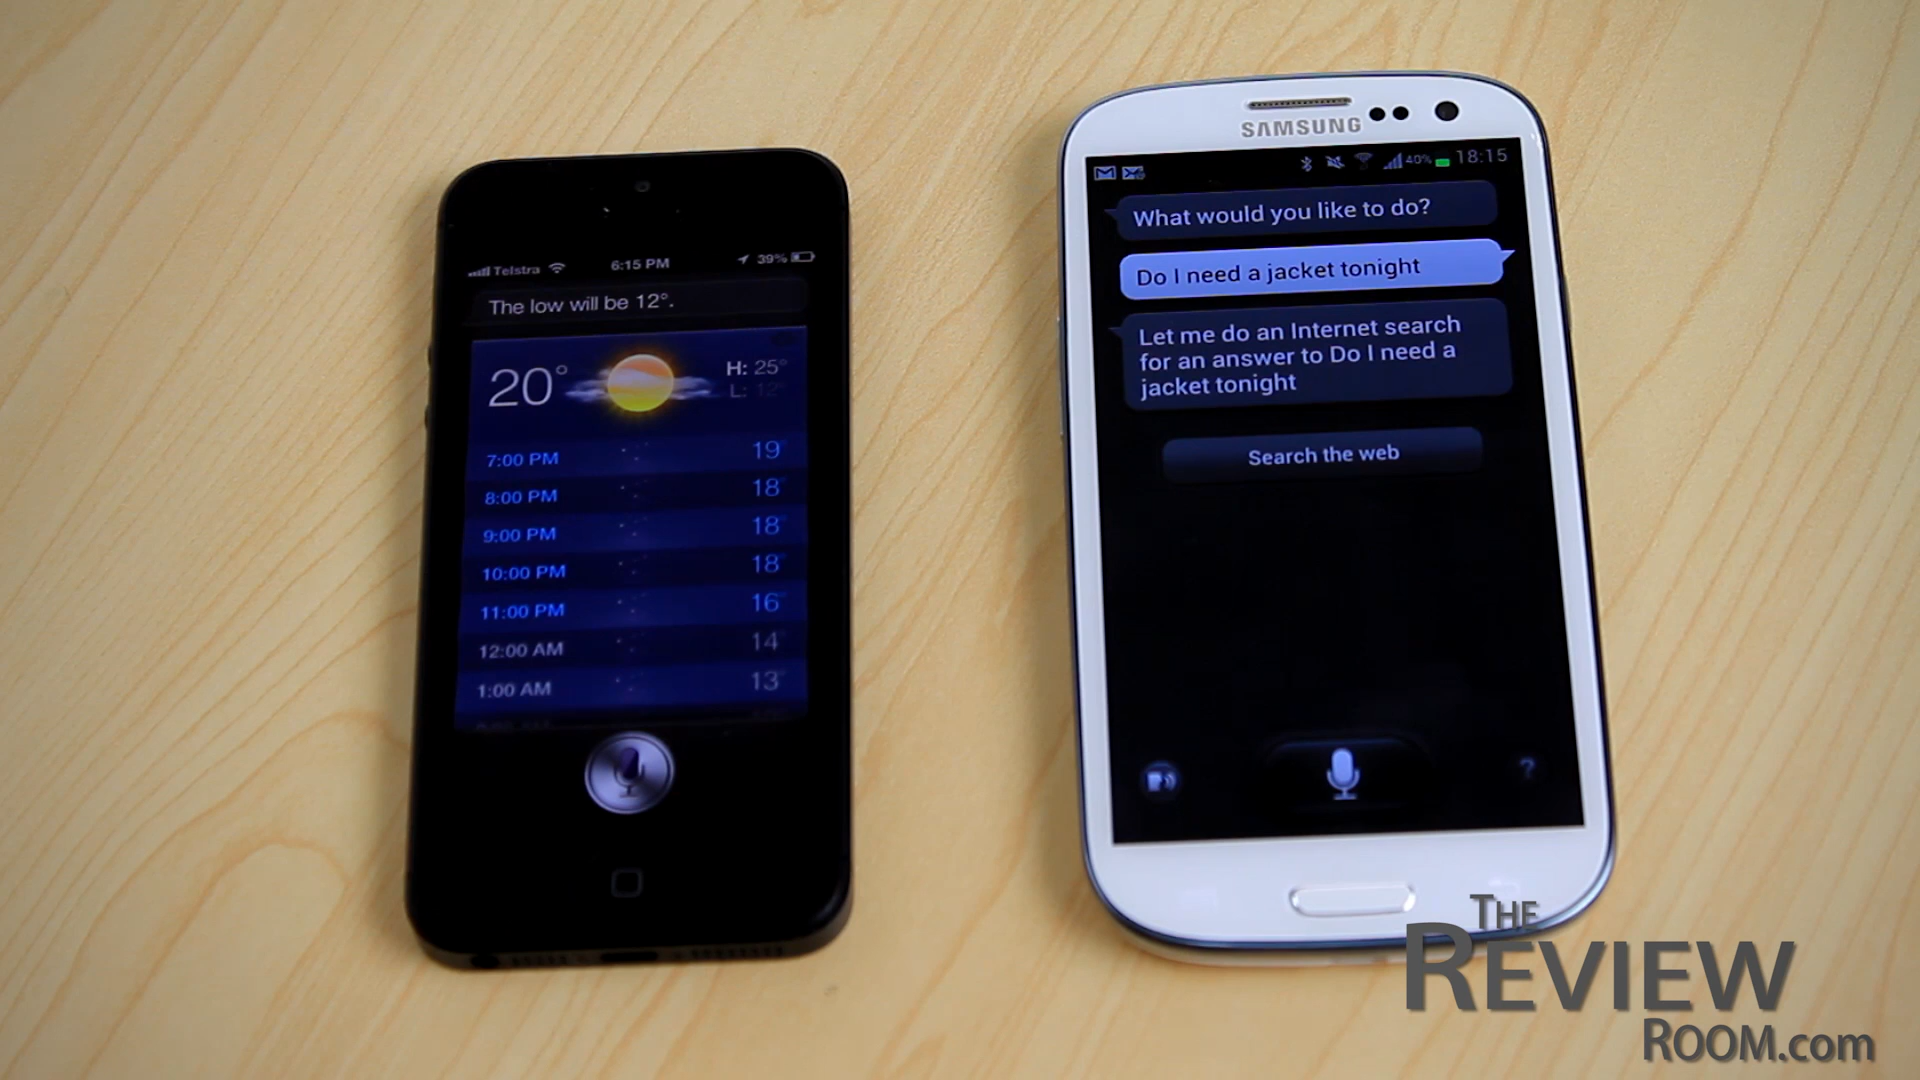 Telstra 6:15 PM 39%
The low will be 12°.
20° H: 25°
L: 12°
7:00 PM 19°
8:00 PM 18°
9:00 PM 18°
10:00 PM 18°
11:00 PM 16°
12:00 AM 14°
1:00 AM 13°
SAMSUNG
40% 18:15
What would you like to do?
Do I need a jacket tonight
Let me do an Internet search
for an answer to Do I need a
jacket tonight
Search the web
?
THE
REVIEW
ROOM.com